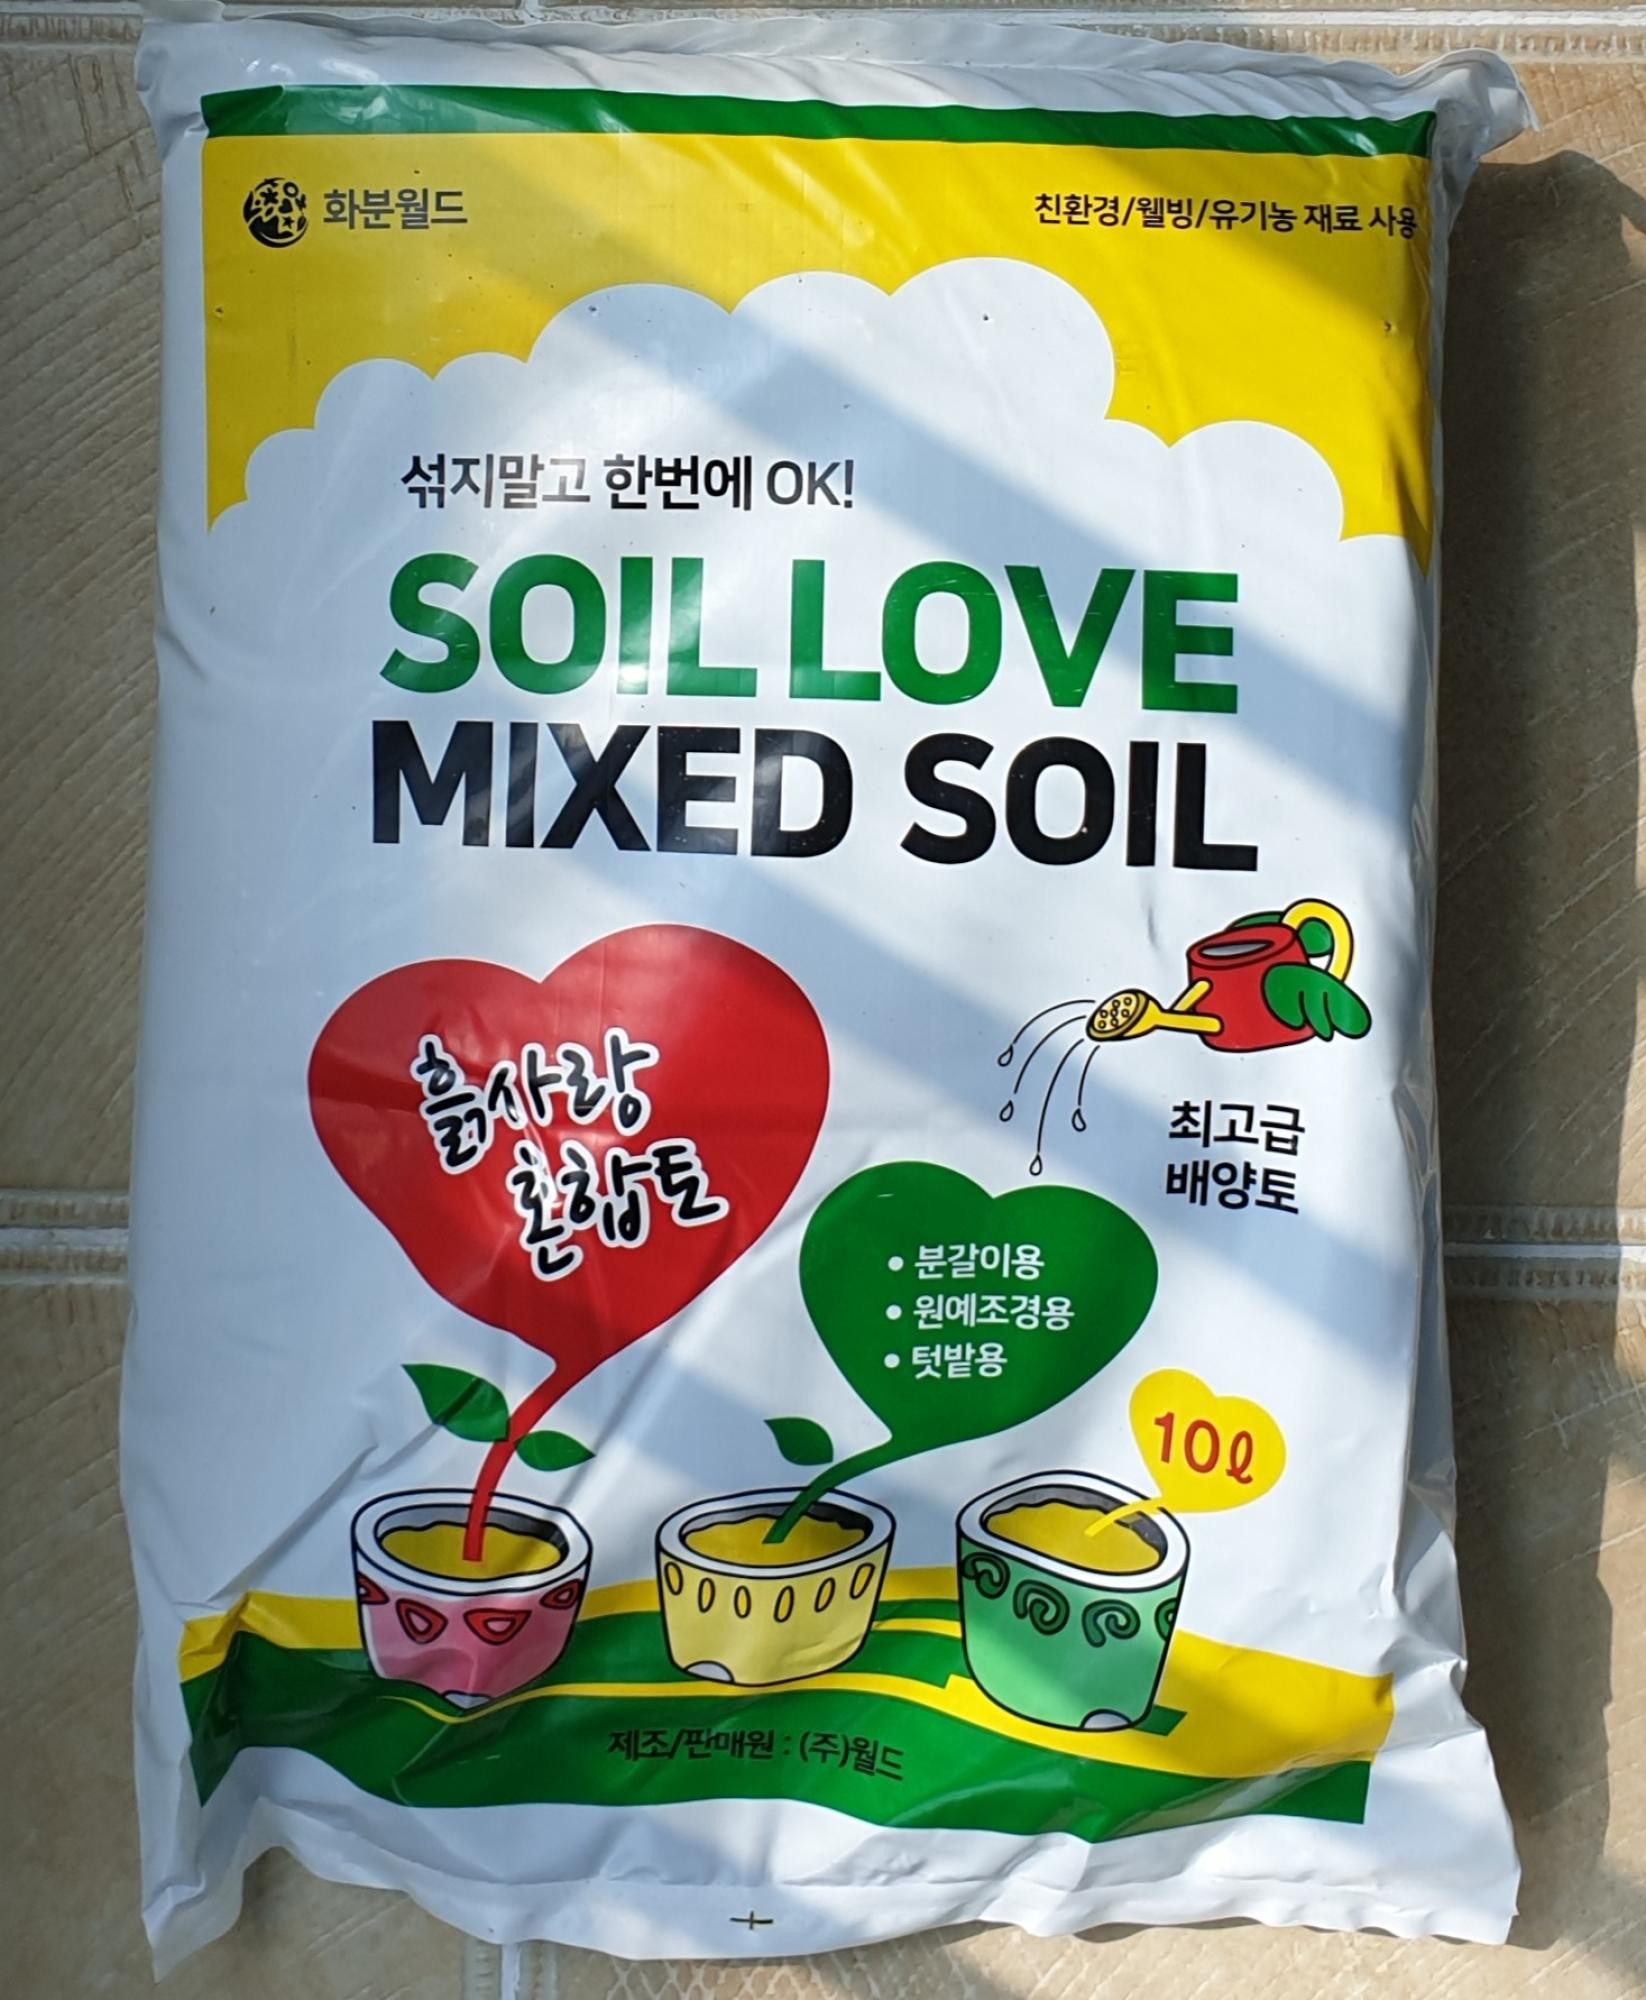 화분월드
친환경/웰빙/유기농 재료 사용
섞지말고 한번에 OK!
SOIL LOVE
MIXED SOIL
흙사랑
혼합토
최고급
배양토
• 분갈이용
• 원예조경용
• 텃밭용
10ℓ
제조/판매원 : (주)월드